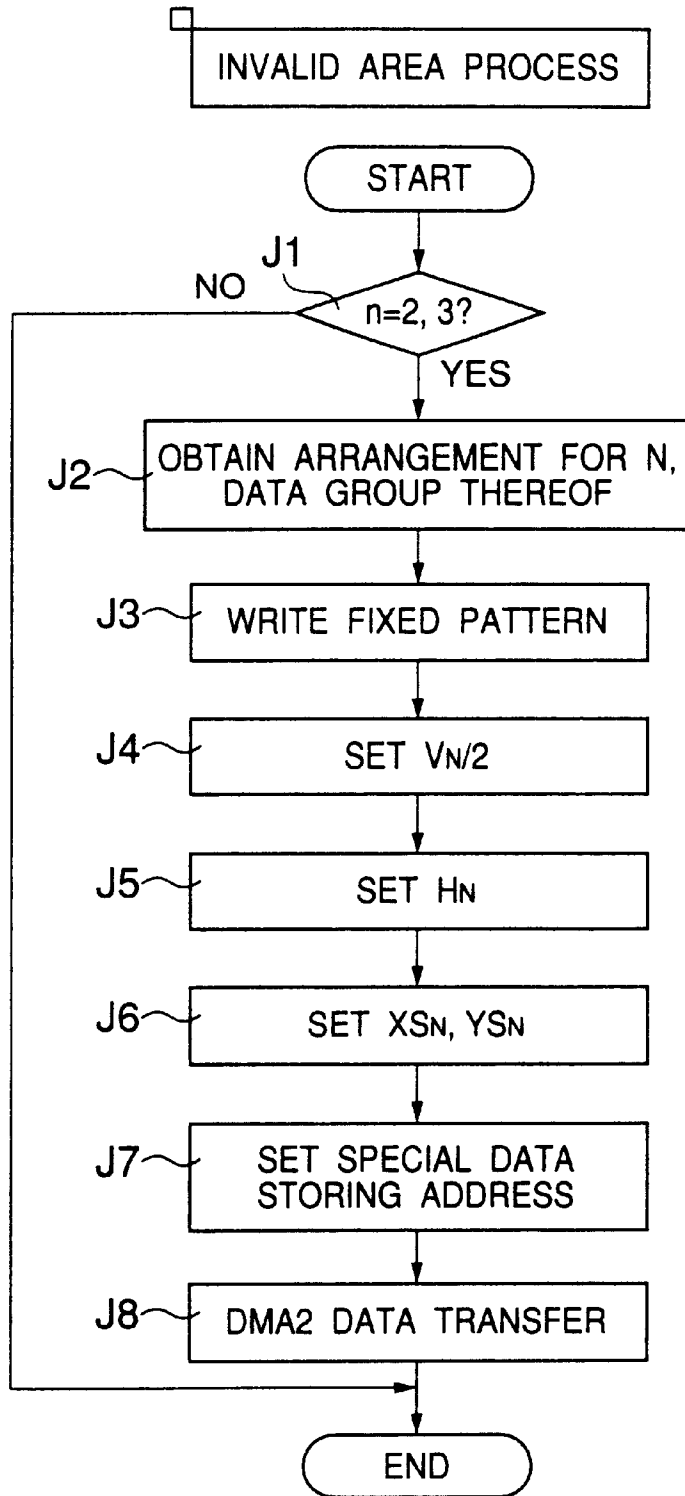 INVALID AREA PROCESS
START
J1
NO
n=2, 3?
YES
J2
OBTAIN ARRANGEMENT FOR N,
DATA GROUP THEREOF
J3
WRITE FIXED PATTERN
J4
SET VN/2
J5
SET HN
J6
SET XSN, YSN
J7
SET SPECIAL DATA
STORING ADDRESS
J8
DMA2 DATA TRANSFER
END